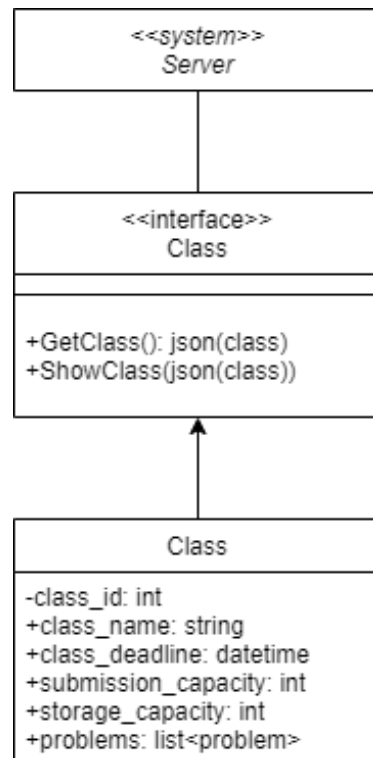 <<system>>
Server
<<interface>>
Class
+GetClass(): json(class)
+ShowClass(json(class))
Class
-class_id: int
+class_name: string
+class_deadline: datetime
+submission_capacity: int
+storage_capacity: int
+problems: list<problem>